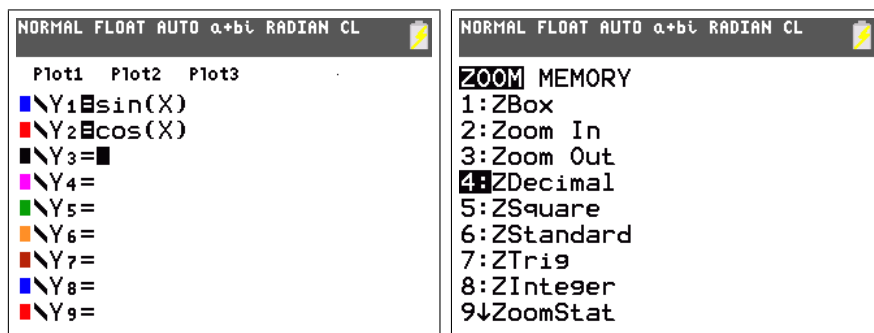 NORMAL FLOAT AUTO a+bi RADIAN CL
Plot1 Plot2 Plot3
\Y1=sin(X)
\Y2=cos(X)
\Y3=
\Y4=
\Y5=
\Y6=
\Y7=
\Y8=
\Y9=
NORMAL FLOAT AUTO a+bi RADIAN CL
ZOOM MEMORY
1:ZBox
2:Zoom In
3:Zoom Out
4:ZDecimal
5:ZSquare
6:ZStandard
7:ZTrig
8:ZInteger
9↓ZoomStat